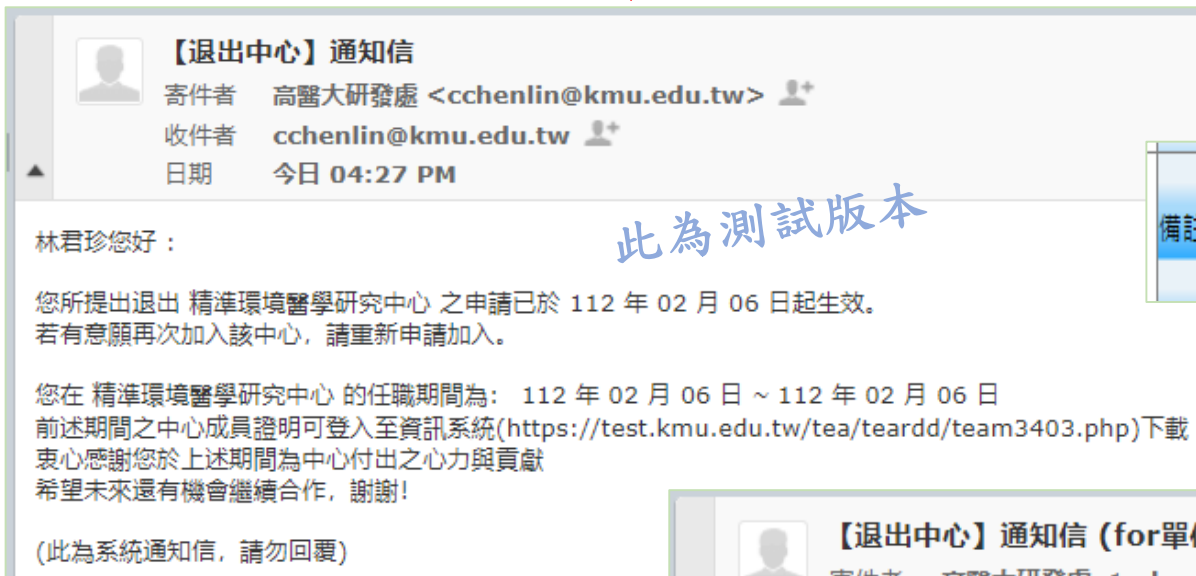 【退出中心】通知信
寄件者 高醫大研發處 <cchenlin@kmu.edu.tw>
收件者 cchenlin@kmu.edu.tw
日期 今日 04:27 PM
此為測試版本
備註
林君珍您好：
您所提出退出 精準環境醫學研究中心 之申請已於 112 年 02 月 06 日起生效。
若有意願再次加入該中心，請重新申請加入。
您在 精準環境醫學研究中心 的任職期間為： 112 年 02 月 06 日 ~ 112 年 02 月 06 日
前述期間之中心成員證明可登入至資訊系統(https://test.kmu.edu.tw/tea/teardd/team3403.php)下載
衷心感謝您於上述期間為中心付出之心力與貢獻
希望未來還有機會繼續合作，謝謝！
(此為系統通知信，請勿回覆)
【退出中心】通知信 (for單